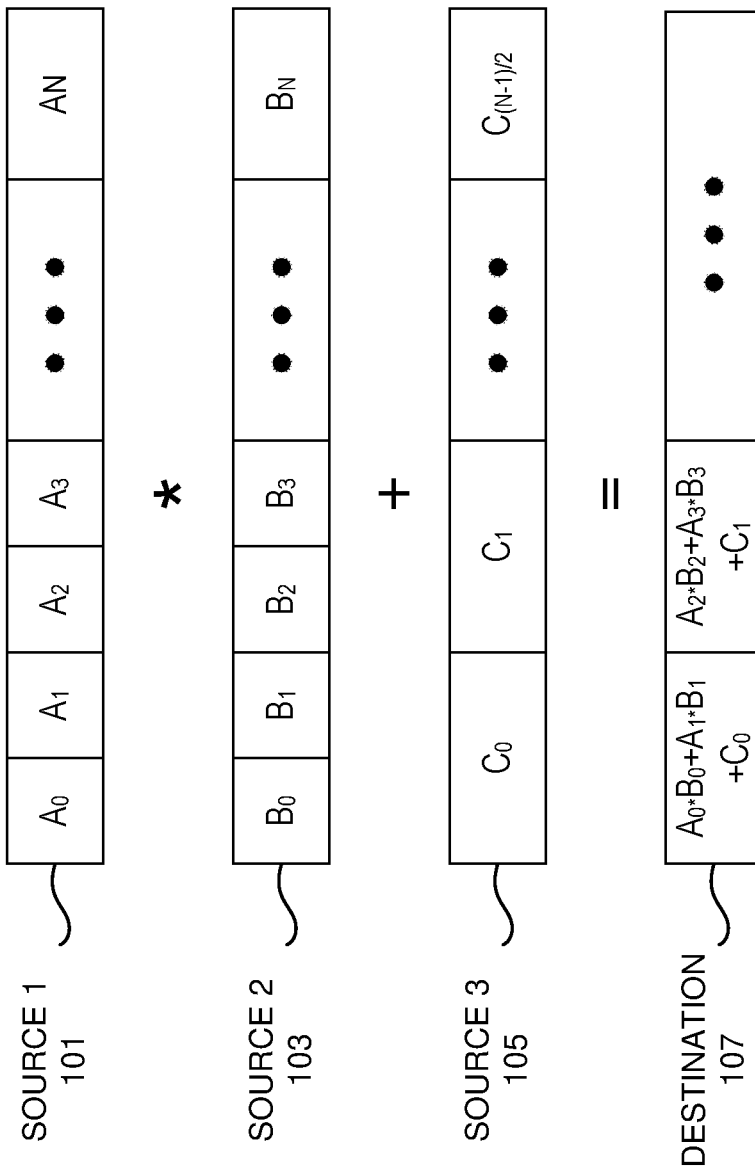 SOURCE 1
101
A0 A1 A2 A3 ● ● ● AN
*
SOURCE 2
103
B0 B1 B2 B3 ● ● ● BN
+
SOURCE 3
105
C0 C1 ● ● ● C(N-1)/2
=
DESTINATION
107
A0*B0+A1*B1
+C0
A2*B2+A3*B3
+C1
● ● ●